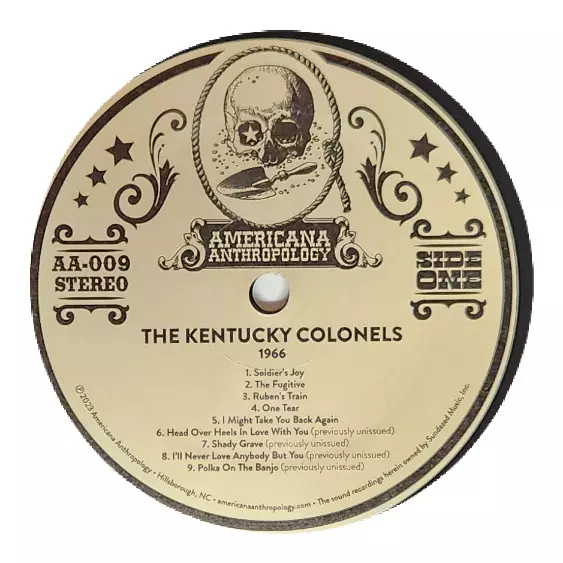 AMERICANA
ANTHROPOLOGY
AA-009
STEREO
SIDE
ONE
THE KENTUCKY COLONELS
1966
1. Soldier's Joy
2. The Fugitive
3. Ruben's Train
4. One Tear
5. I Might Take You Back Again
6. Head Over Heels In Love With You (previously unissued)
7. Shady Grave (previously unissued)
8. I'll Never Love Anybody But You (previously unissued)
9. Polka On The Banjo (previously unissued)
℗2023 Americana Anthropology • Hillsborough, NC • americanaanthropology.com • The sound recordings herein owned by Sundazed Music, Inc.